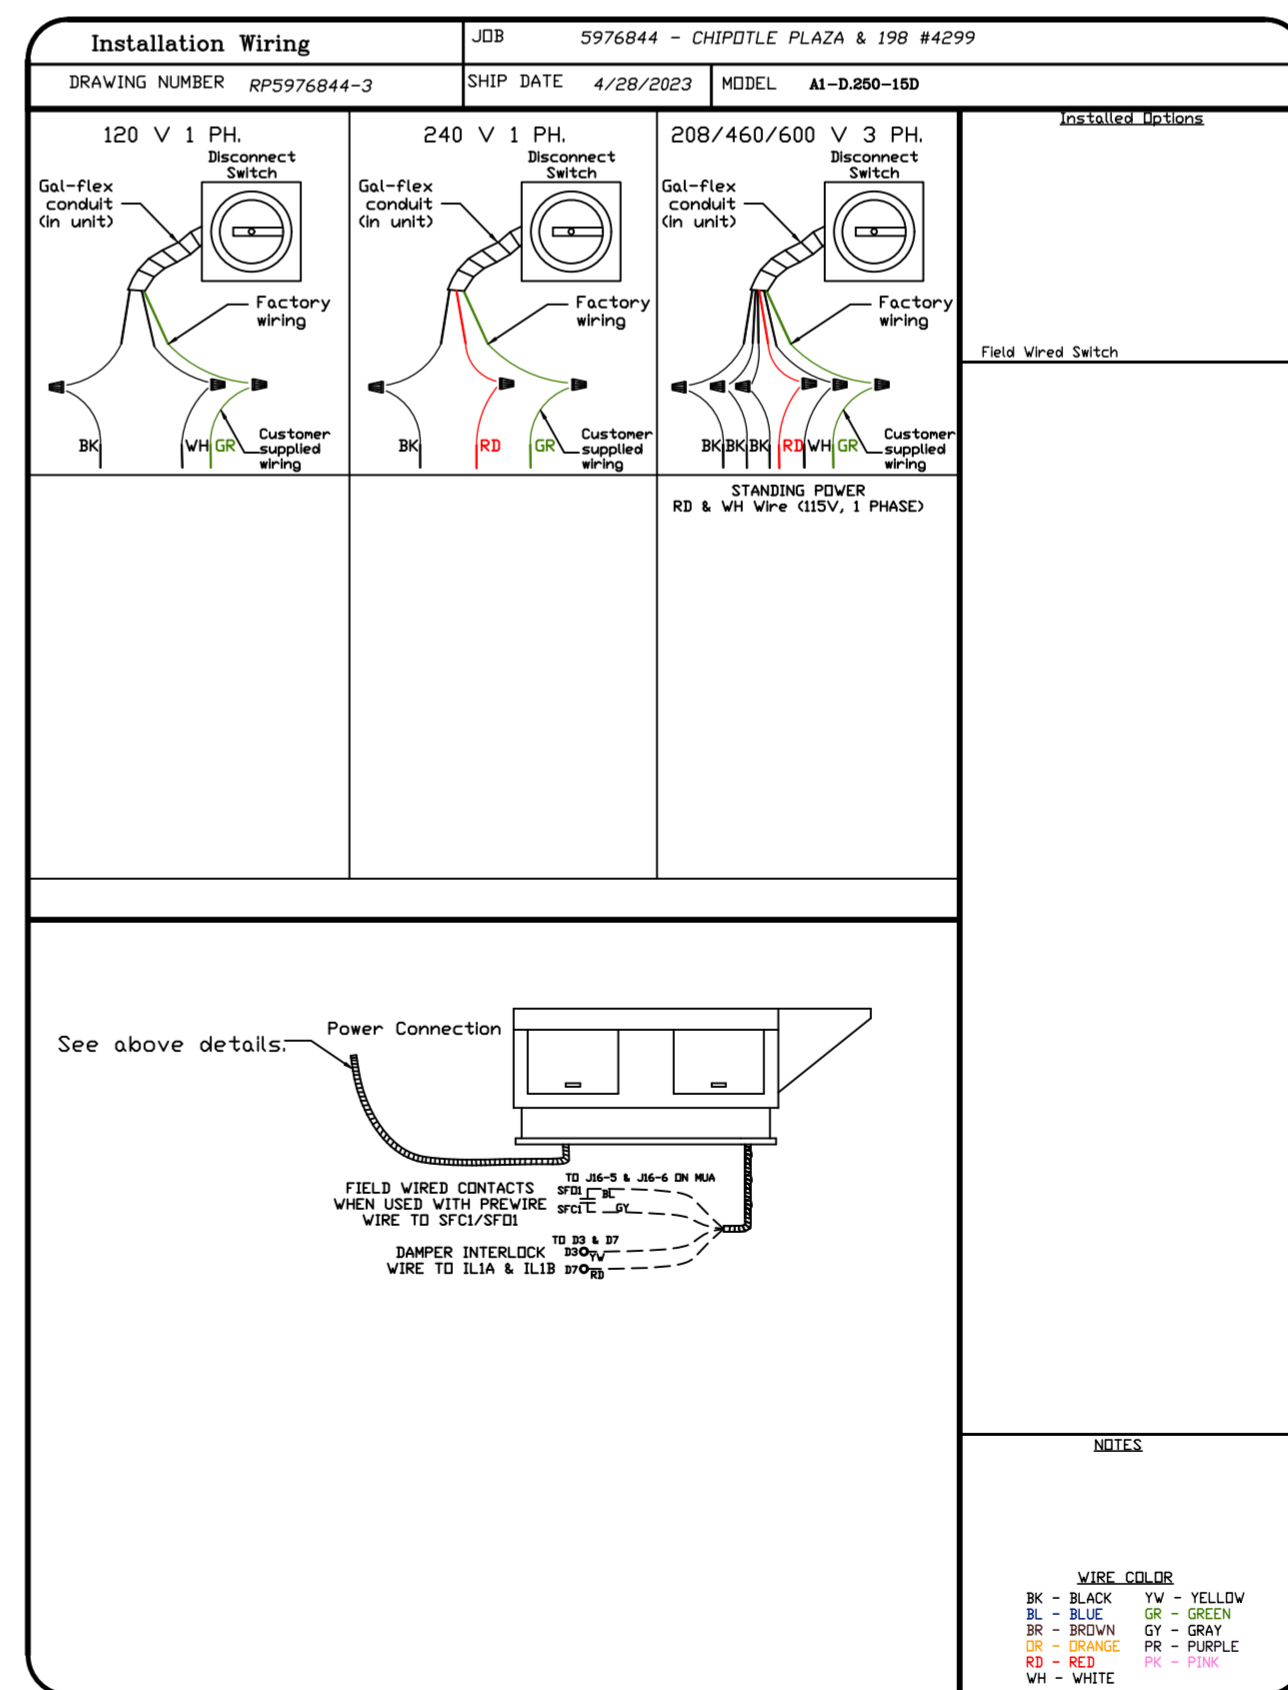 Installation Wiring
JOB 5976844 - CHIPOTLE PLAZA & 198 #4299
DRAWING NUMBER RP5976844-3
SHIP DATE 4/28/2023
MODEL A1-D.250-15D
120 V 1 PH.
Disconnect
Switch
Gal-flex
conduit
(in unit)
Factory
wiring
BK
WH
GR
Customer
supplied
wiring
240 V 1 PH.
Disconnect
Switch
Gal-flex
conduit
(in unit)
Factory
wiring
BK
RD
GR
Customer
supplied
wiring
208/460/600 V 3 PH.
Disconnect
Switch
Gal-flex
conduit
(in unit)
Factory
wiring
BK
BK
BK
RD
WH
GR
Customer
supplied
wiring
STANDING POWER
RD & WH Wire (115V, 1 PHASE)
Installed Options
Field Wired Switch
See above details.
Power Connection
TO J16-5 & J16-6 ON MUA
FIELD WIRED CONTACTS
WHEN USED WITH PREWIRE
WIRE TO SFC1/SFO1
SFO1 BL
SFC1 GY
TO D3 & D7
DAMPER INTERLOCK
WIRE TO IL1A & IL1B
D3 YW
D7 RD
NOTES
WIRE COLOR
BK - BLACK YW - YELLOW
BL - BLUE GR - GREEN
BR - BROWN GY - GRAY
OR - ORANGE PR - PURPLE
RD - RED PK - PINK
WH - WHITE